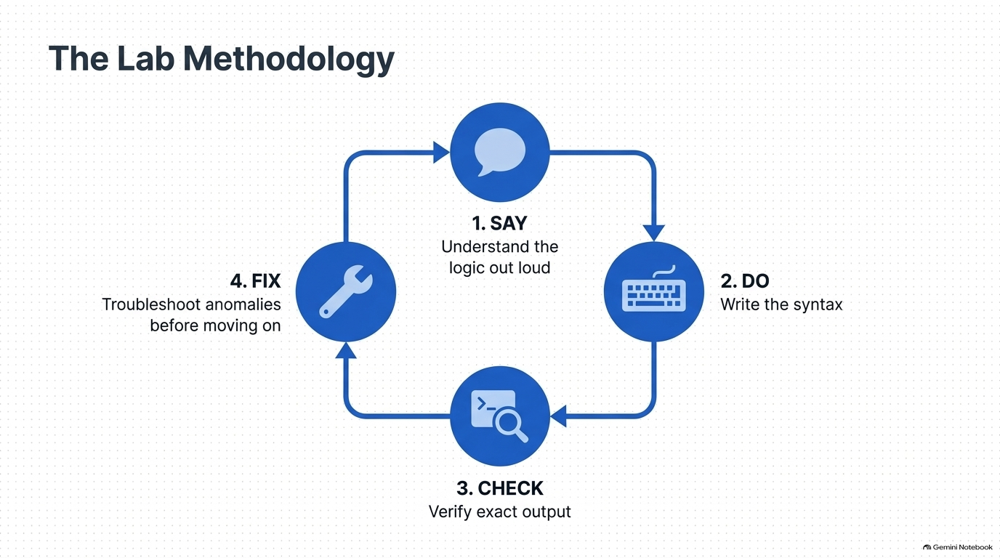 The Lab Methodology
1. SAY
Understand the
logic out loud
2. DO
Write the syntax
3. CHECK
Verify exact output
4. FIX
Troubleshoot anomalies
before moving on
Gemini Notebook